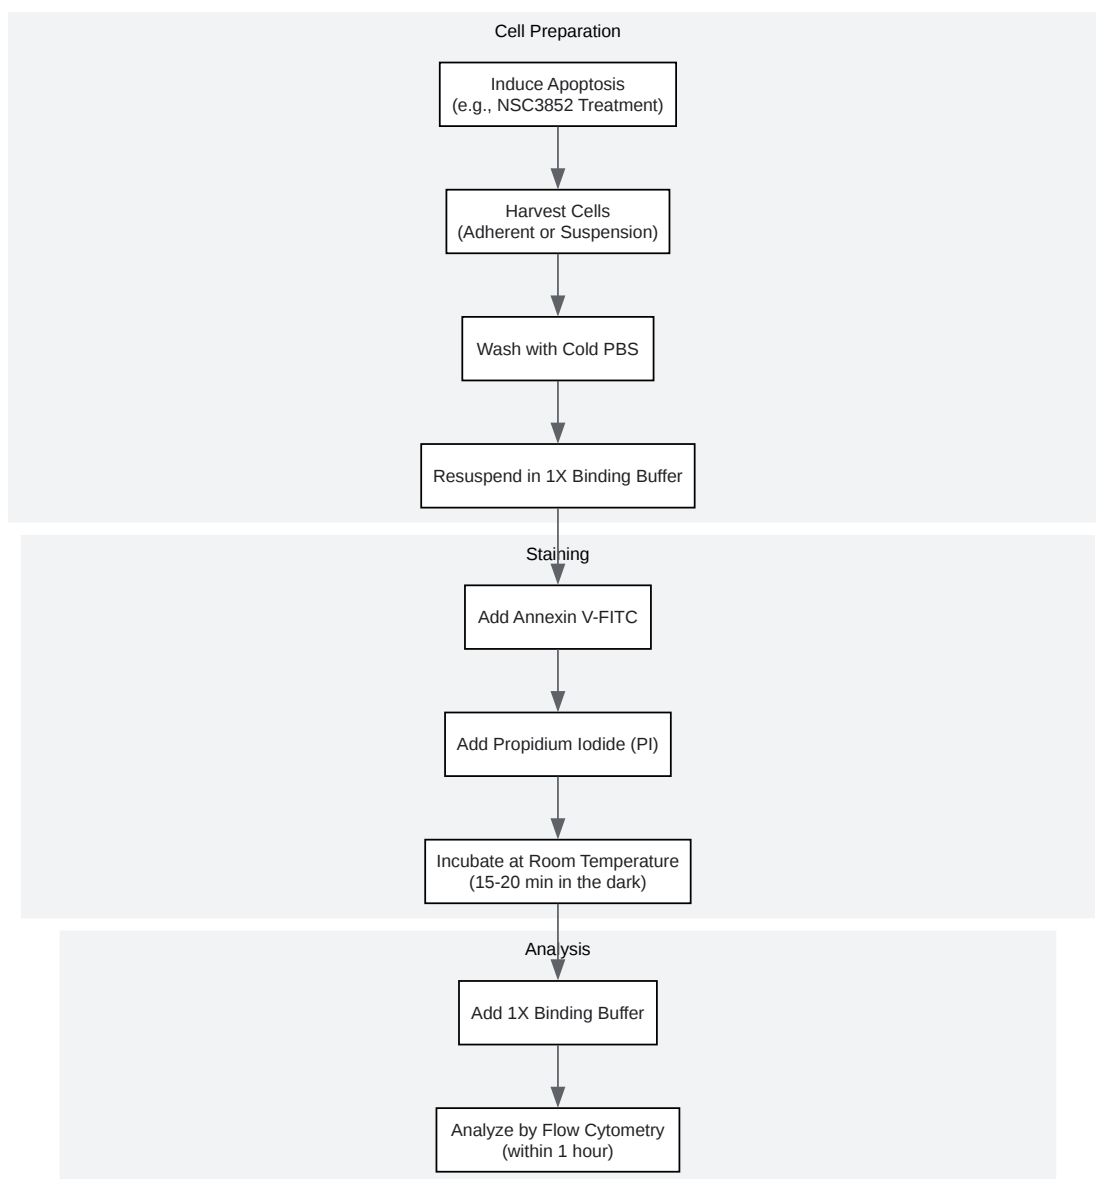 Cell Preparation
Induce Apoptosis
(e.g., NSC3852 Treatment)
Harvest Cells
(Adherent or Suspension)
Wash with Cold PBS
Resuspend in 1X Binding Buffer
Staining
Add Annexin V-FITC
Add Propidium Iodide (PI)
Incubate at Room Temperature
(15-20 min in the dark)
Analysis
Add 1X Binding Buffer
Analyze by Flow Cytometry
(within 1 hour)